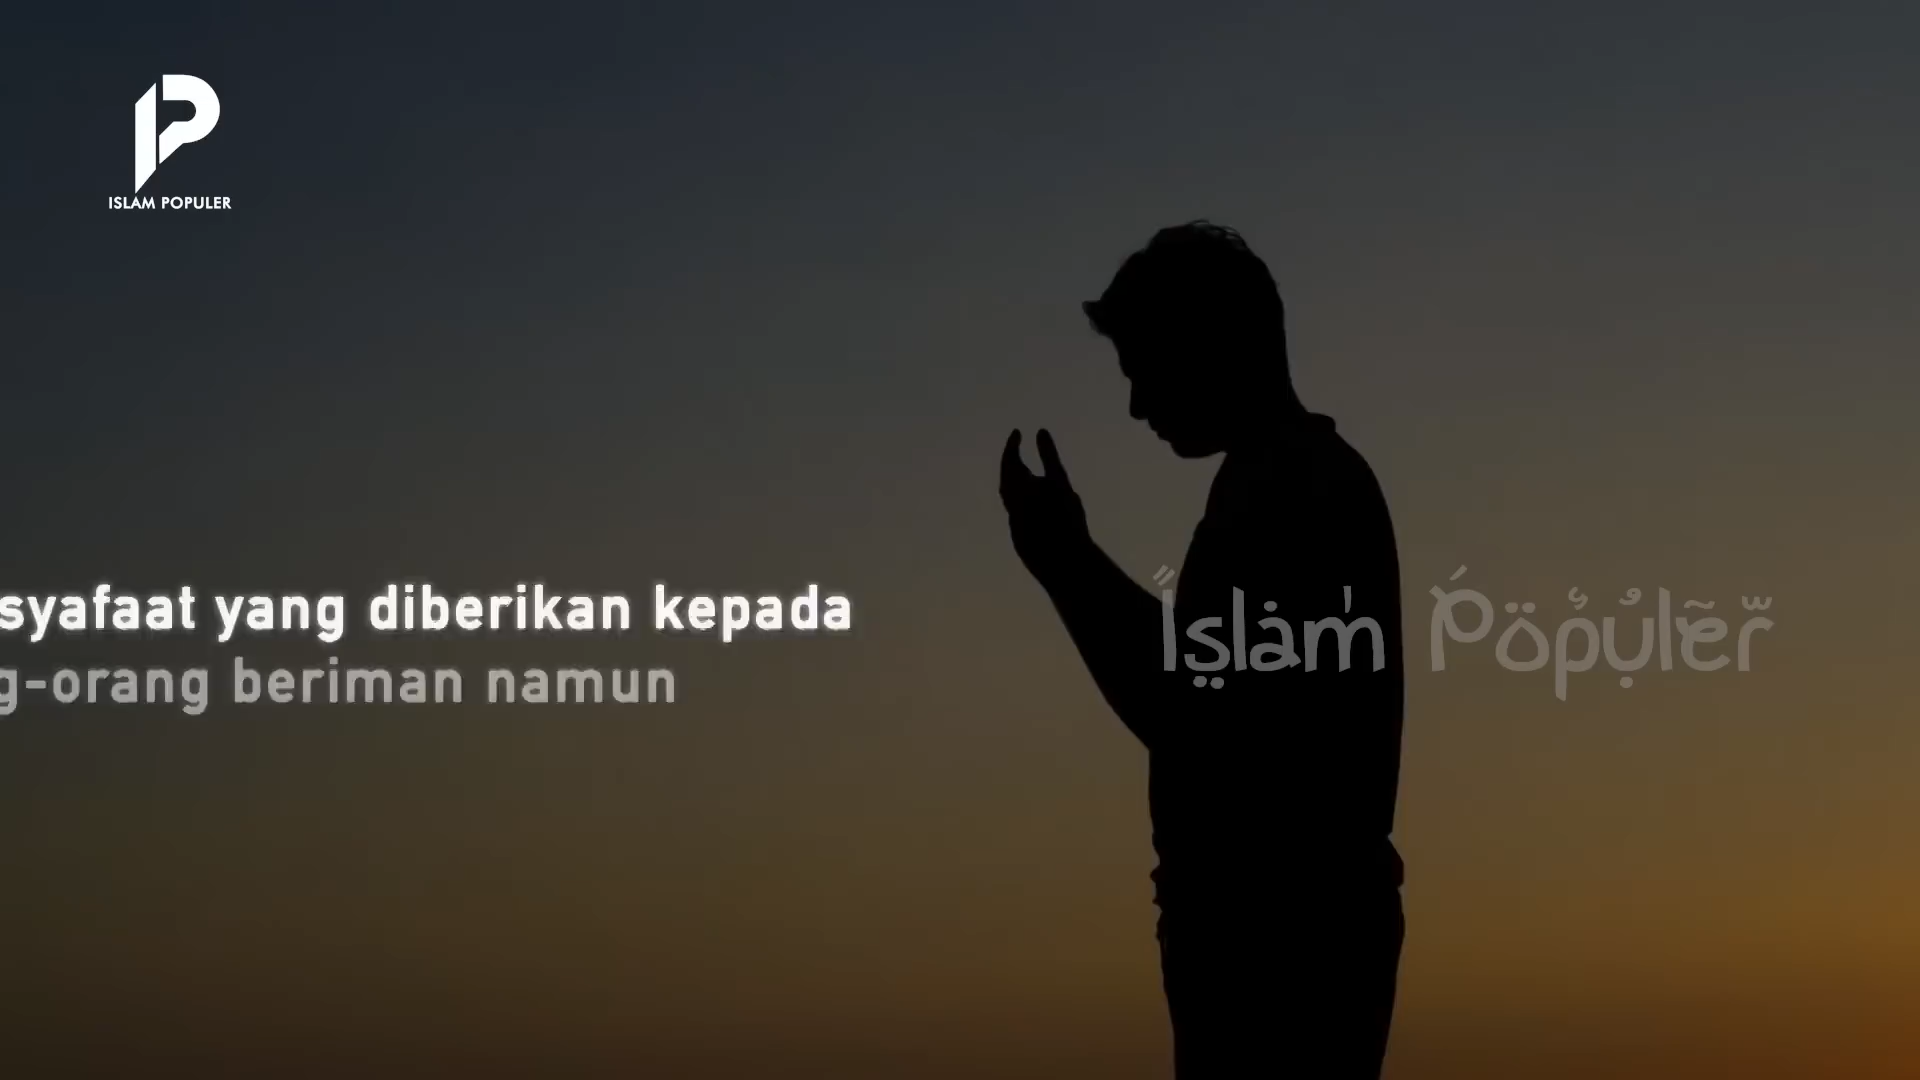 ISLAM POPULER
syafaat yang diberikan kepada
g-orang beriman namun
Islam Populer